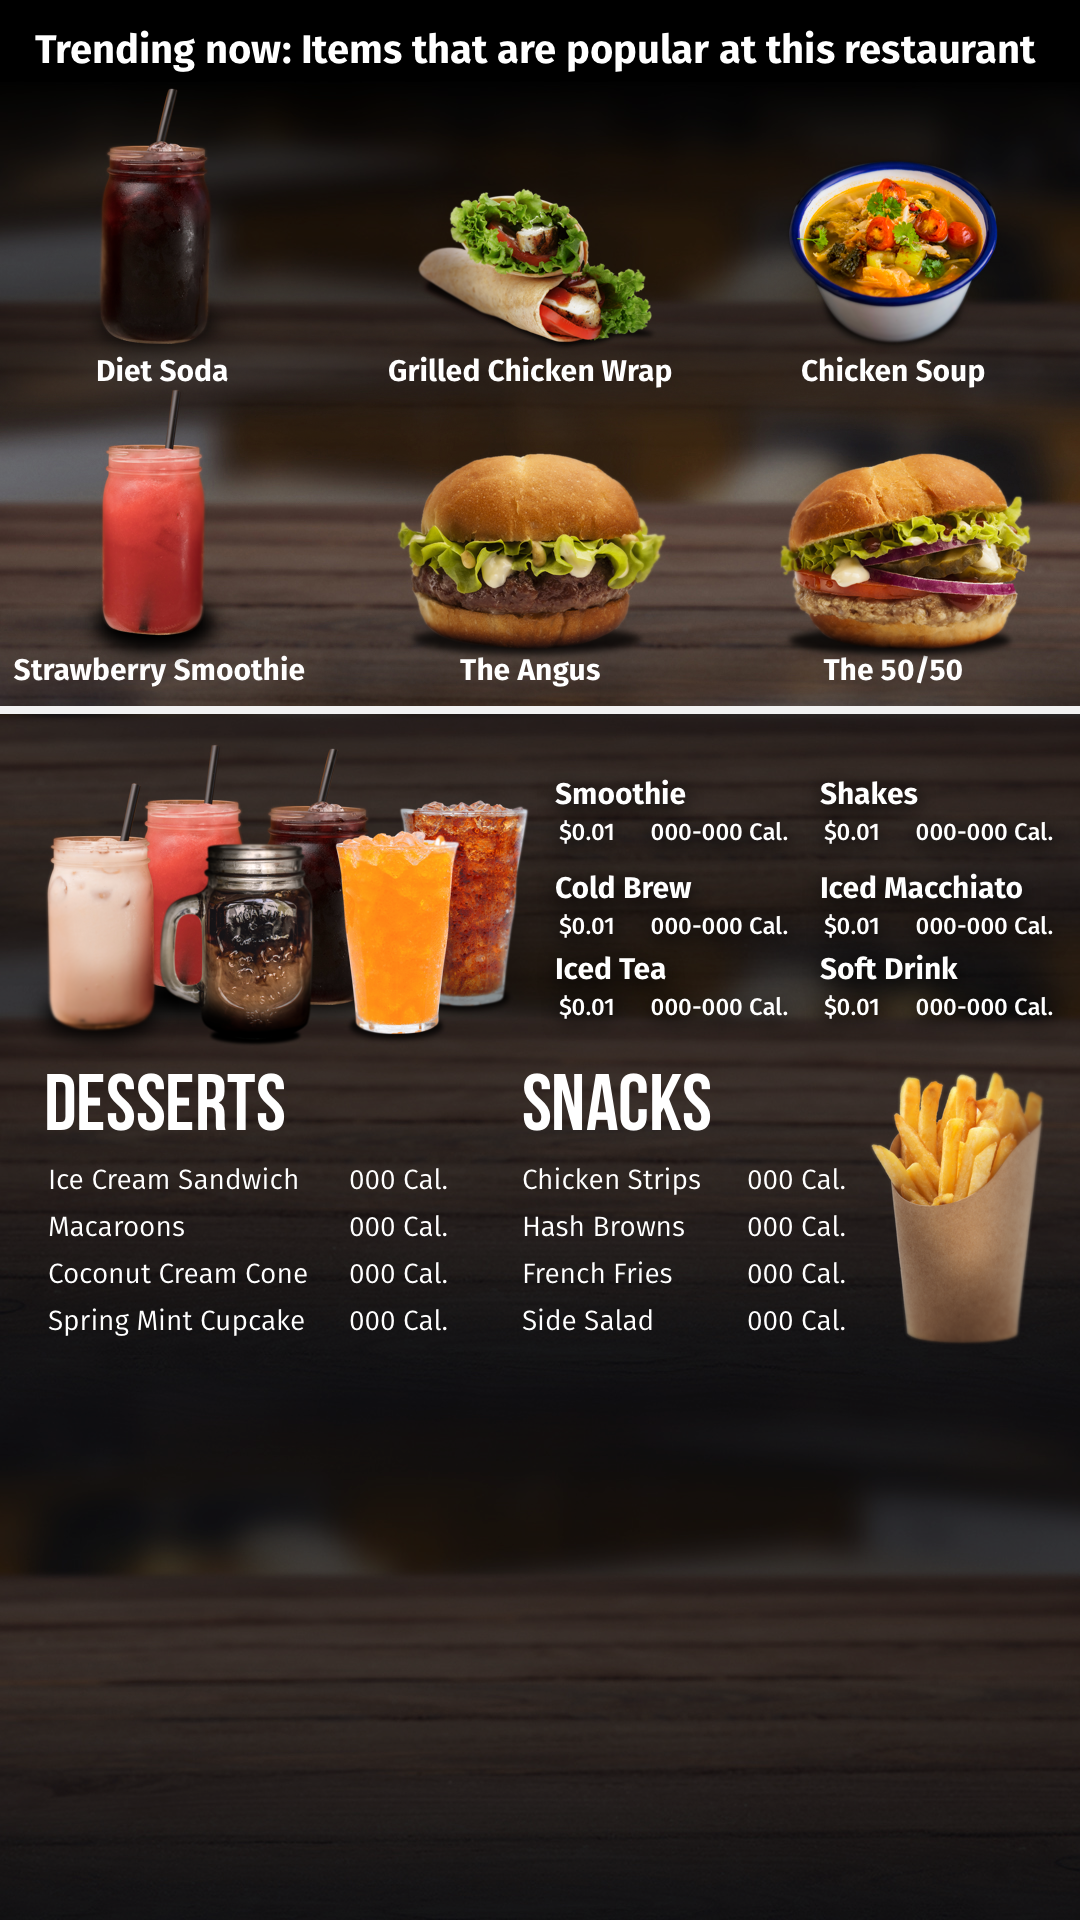 Trending now: Items that are popular at this restaurant
Diet Soda
Grilled Chicken Wrap
Chicken Soup
Strawberry Smoothie
The Angus
The 50/50
Smoothie
$0.01 000-000 Cal.
Shakes
$0.01 000-000 Cal.
Cold Brew
$0.01 000-000 Cal.
Iced Macchiato
$0.01 000-000 Cal.
Iced Tea
$0.01 000-000 Cal.
Soft Drink
$0.01 000-000 Cal.
DESSERTS
Ice Cream Sandwich 000 Cal.
Macaroons 000 Cal.
Coconut Cream Cone 000 Cal.
Spring Mint Cupcake 000 Cal.
SNACKS
Chicken Strips 000 Cal.
Hash Browns 000 Cal.
French Fries 000 Cal.
Side Salad 000 Cal.